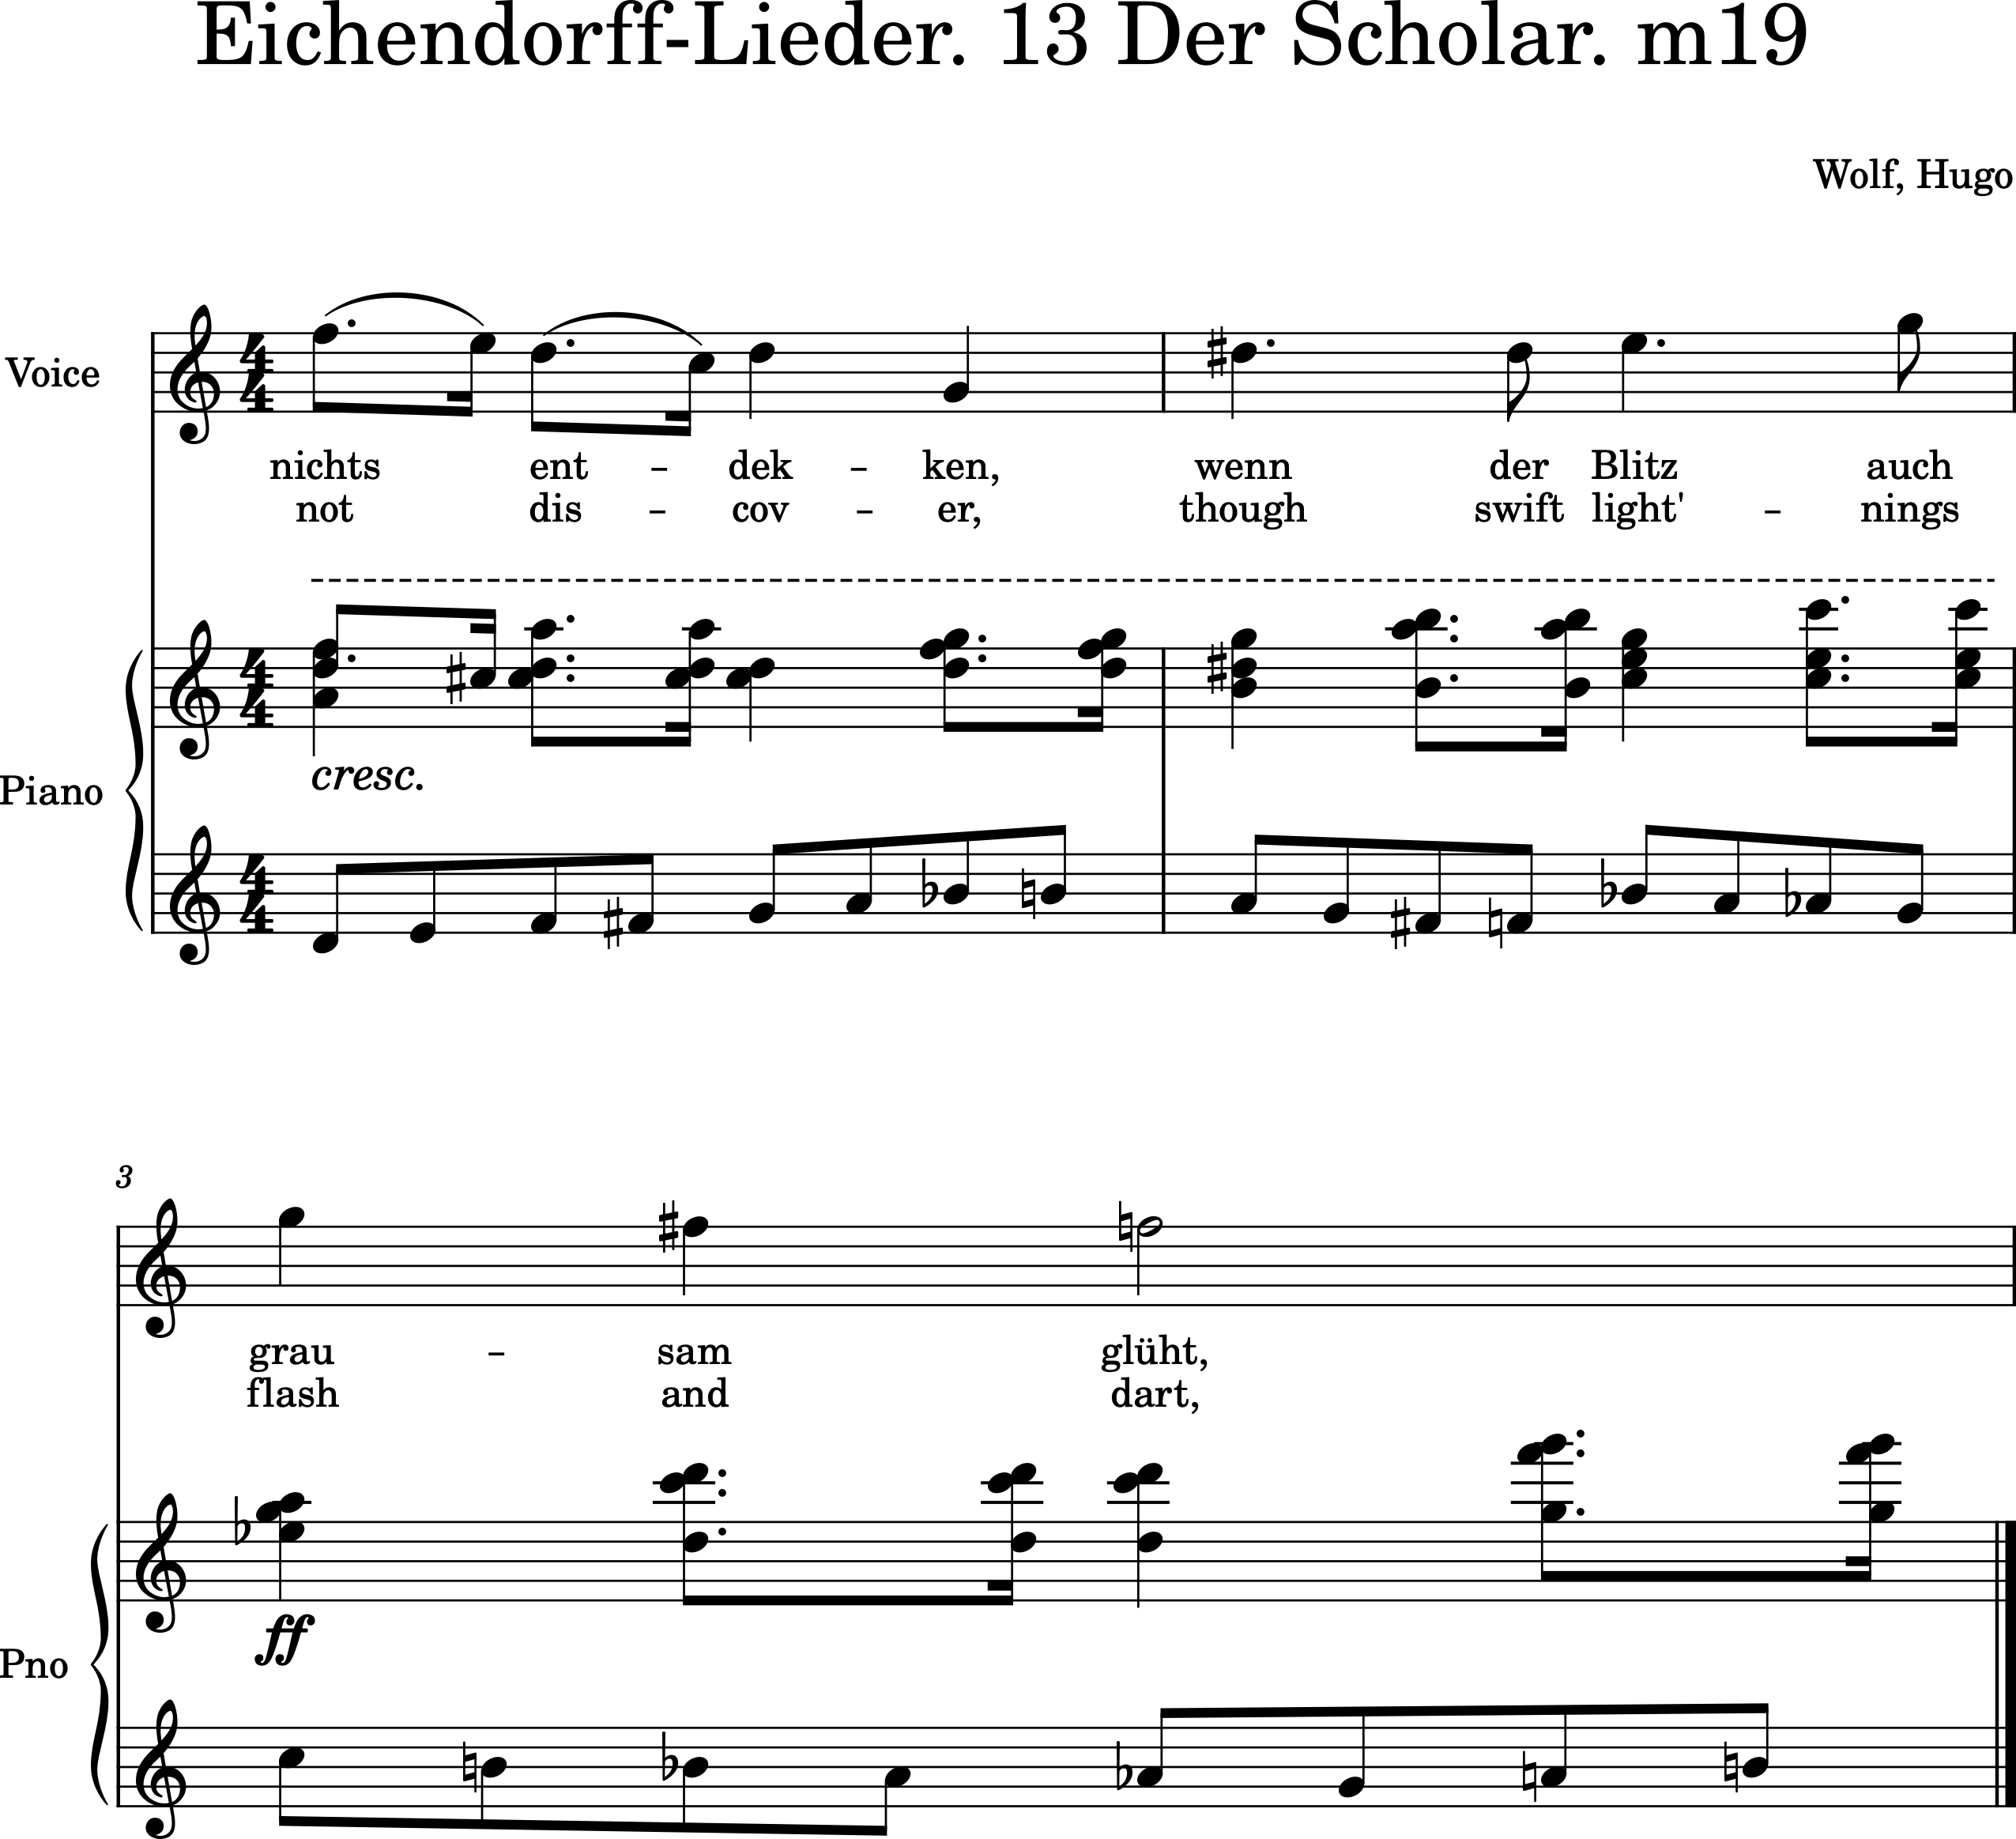 Eichendorff-Lieder. 13 Der Scholar. m19
Wolf, Hugo
Voice
nichts ent - dek - ken, wenn der Blitz auch
not dis - cov - er, though swift light' - nings
cresc.
Piano
3
grau - sam glüht,
flash and dart,
ff
Pno